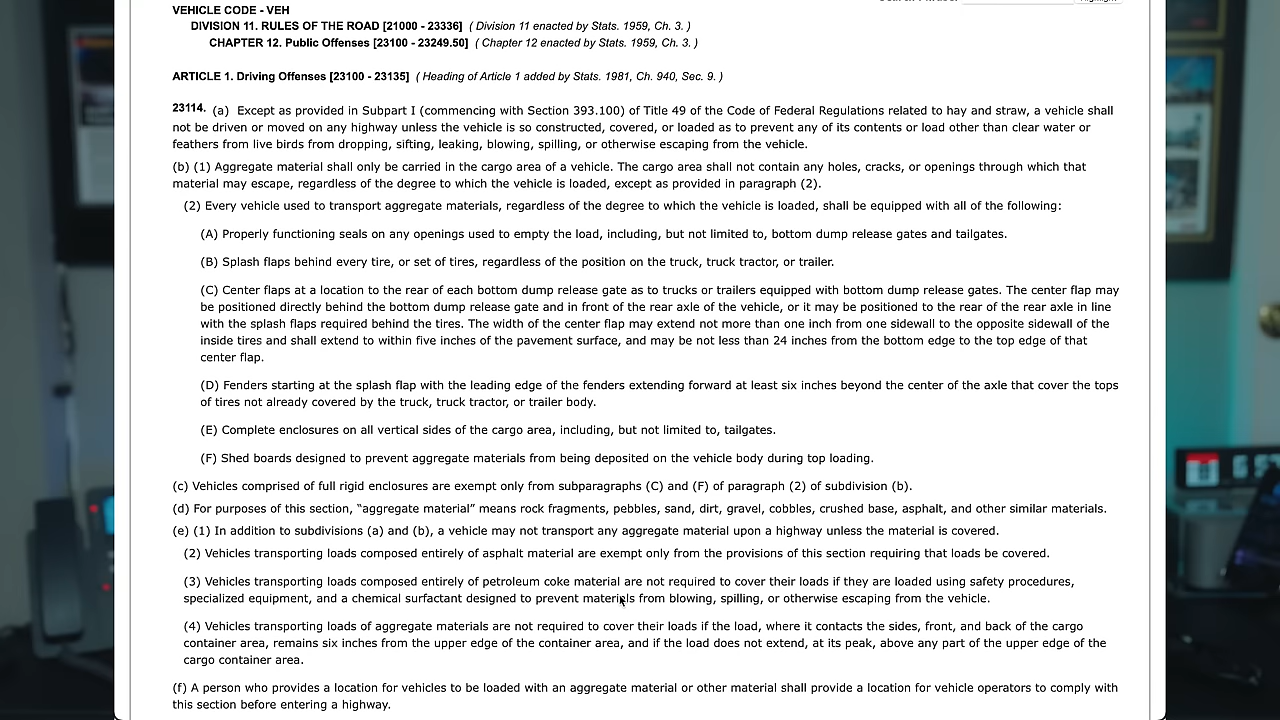 VEHICLE CODE - VEH
DIVISION 11. RULES OF THE ROAD [21000 - 23336] ( Division 11 enacted by Stats. 1959, Ch. 3. )
CHAPTER 12. Public Offenses [23100 - 23249.50] ( Chapter 12 enacted by Stats. 1959, Ch. 3. )
ARTICLE 1. Driving Offenses [23100 - 23135] ( Heading of Article 1 added by Stats. 1981, Ch. 940, Sec. 9. )
23114. (a) Except as provided in Subpart I (commencing with Section 393.100) of Title 49 of the Code of Federal Regulations related to hay and straw, a vehicle shall
not be driven or moved on any highway unless the vehicle is so constructed, covered, or loaded as to prevent any of its contents or load other than clear water or
feathers from live birds from dropping, sifting, leaking, blowing, spilling, or otherwise escaping from the vehicle.
(b) (1) Aggregate material shall only be carried in the cargo area of a vehicle. The cargo area shall not contain any holes, cracks, or openings through which that
material may escape, regardless of the degree to which the vehicle is loaded, except as provided in paragraph (2).
(2) Every vehicle used to transport aggregate materials, regardless of the degree to which the vehicle is loaded, shall be equipped with all of the following:
(A) Properly functioning seals on any openings used to empty the load, including, but not limited to, bottom dump release gates and tailgates.
(B) Splash flaps behind every tire, or set of tires, regardless of the position on the truck, truck tractor, or trailer.
(C) Center flaps at a location to the rear of each bottom dump release gate as to trucks or trailers equipped with bottom dump release gates. The center flap may
be positioned directly behind the bottom dump release gate and in front of the rear axle of the vehicle, or it may be positioned to the rear of the rear axle in line
with the splash flaps required behind the tires. The width of the center flap may extend not more than one inch from one sidewall to the opposite sidewall of the
inside tires and shall extend to within five inches of the pavement surface, and may be not less than 24 inches from the bottom edge to the top edge of that
center flap.
(D) Fenders starting at the splash flap with the leading edge of the fenders extending forward at least six inches beyond the center of the axle that cover the tops
of tires not already covered by the truck, truck tractor, or trailer body.
(E) Complete enclosures on all vertical sides of the cargo area, including, but not limited to, tailgates.
(F) Shed boards designed to prevent aggregate materials from being deposited on the vehicle body during top loading.
(c) Vehicles comprised of full rigid enclosures are exempt only from subparagraphs (C) and (F) of paragraph (2) of subdivision (b).
(d) For purposes of this section, “aggregate material” means rock fragments, pebbles, sand, dirt, gravel, cobbles, crushed base, asphalt, and other similar materials.
(e) (1) In addition to subdivisions (a) and (b), a vehicle may not transport any aggregate material upon a highway unless the material is covered.
(2) Vehicles transporting loads composed entirely of asphalt material are exempt only from the provisions of this section requiring that loads be covered.
(3) Vehicles transporting loads composed entirely of petroleum coke material are not required to cover their loads if they are loaded using safety procedures,
specialized equipment, and a chemical surfactant designed to prevent materials from blowing, spilling, or otherwise escaping from the vehicle.
(4) Vehicles transporting loads of aggregate materials are not required to cover their loads if the load, where it contacts the sides, front, and back of the cargo
container area, remains six inches from the upper edge of the container area, and if the load does not extend, at its peak, above any part of the upper edge of the
cargo container area.
(f) A person who provides a location for vehicles to be loaded with an aggregate material or other material shall provide a location for vehicle operators to comply with
this section before entering a highway.